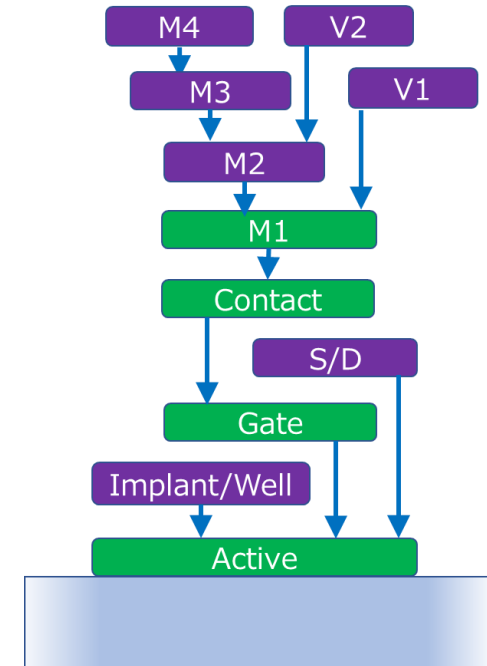 M4
V2
M3
V1
M2
M1
Contact
S/D
Gate
Implant/Well
Active